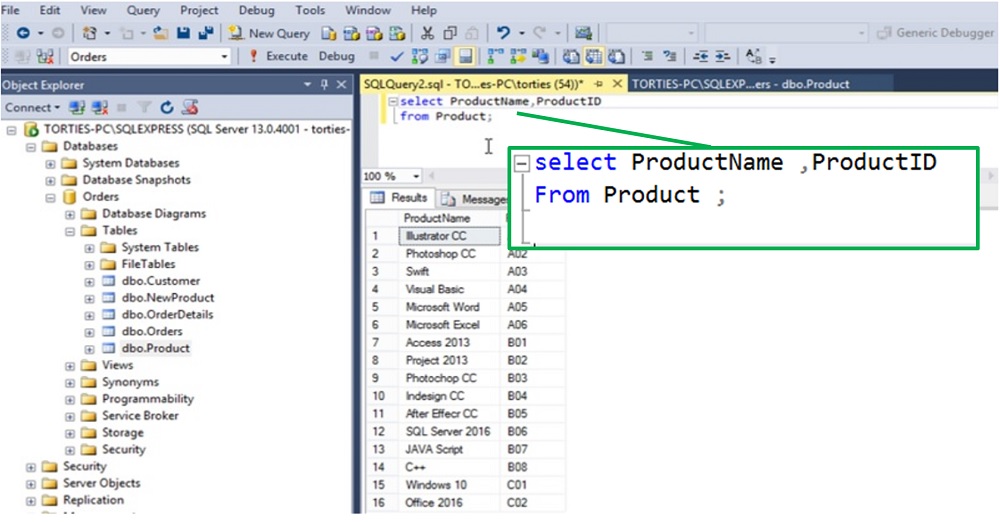 File Edit View Query Project Debug Tools Window Help
New Query
Generic Debugger
Orders
Execute Debug
Object Explorer
Connect
TORTIES-PC\SQLEXPRESS (SQL Server 13.0.4001 - torties-
Databases
System Databases
Database Snapshots
Orders
Database Diagrams
Tables
System Tables
FileTables
dbo.Customer
dbo.NewProduct
dbo.OrderDetails
dbo.Orders
dbo.Product
Views
Synonyms
Programmability
Service Broker
Storage
Security
Security
Server Objects
Replication
SQLQuery2.sql - TO...es-PC\torties (54))* TORTIES-PC\SQLEXP...ers - dbo.Product
select ProductName,ProductID
from Product;
select ProductName ,ProductID
From Product ;
100 %
Results Messages
ProductName
1 Illustrator CC
2 Photoshop CC A02
3 Swift A03
4 Visual Basic A04
5 Microsoft Word A05
6 Microsoft Excel A06
7 Access 2013 B01
8 Project 2013 B02
9 Photochop CC B03
10 Indesign CC B04
11 After Effecr CC B05
12 SQL Server 2016 B06
13 JAVA Script B07
14 C++ B08
15 Windows 10 C01
16 Office 2016 C02